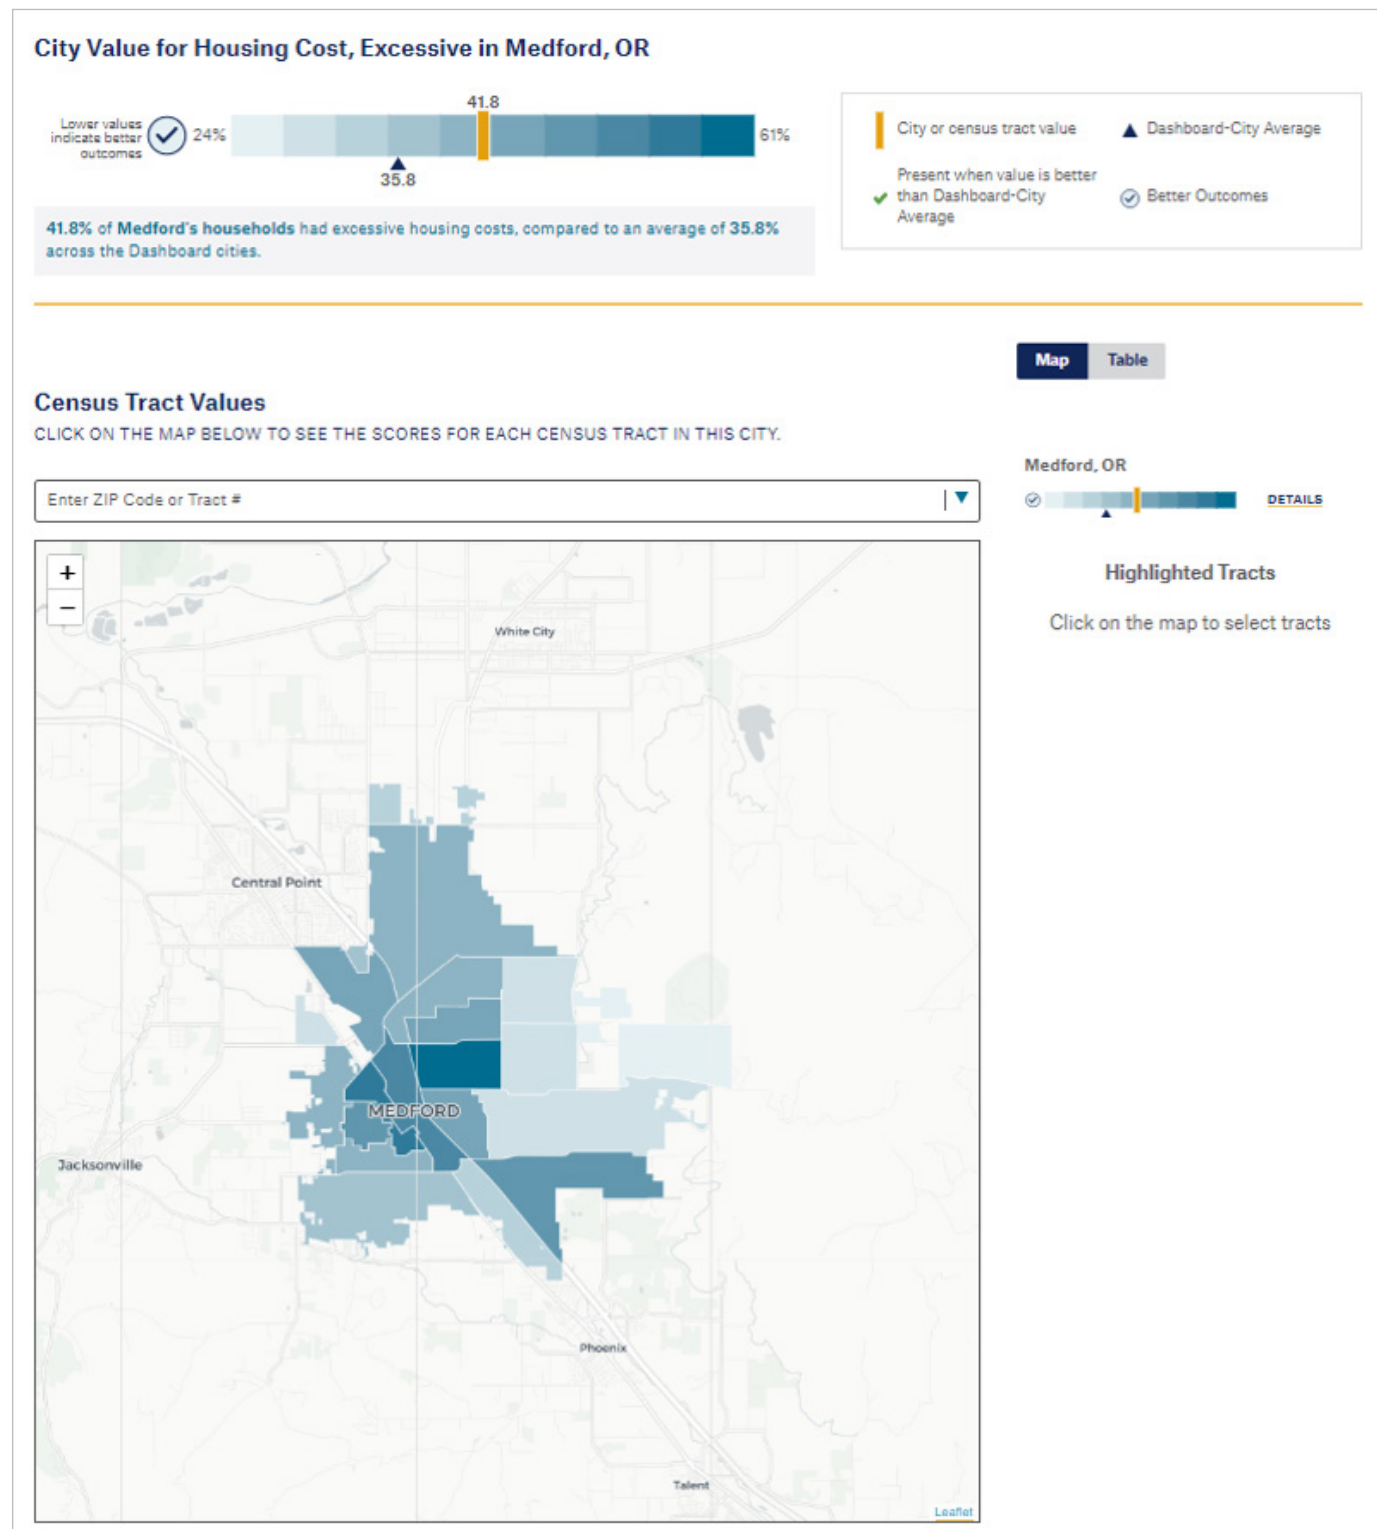 City Value for Housing Cost, Excessive in Medford, OR
41.8
Lower values
indicate better
outcomes
24%
61%
35.8
41.8% of Medford's households had excessive housing costs, compared to an average of 35.8%
across the Dashboard cities.
City or census tract value
Dashboard-City Average
Present when value is better
than Dashboard-City
Average
Better Outcomes
Map
Table
Census Tract Values
CLICK ON THE MAP BELOW TO SEE THE SCORES FOR EACH CENSUS TRACT IN THIS CITY.
Enter ZIP Code or Tract #
Medford, OR
DETAILS
Highlighted Tracts
Click on the map to select tracts
+
−
White City
Central Point
MEDFORD
Jacksonville
Phoenix
Talent
Leaflet